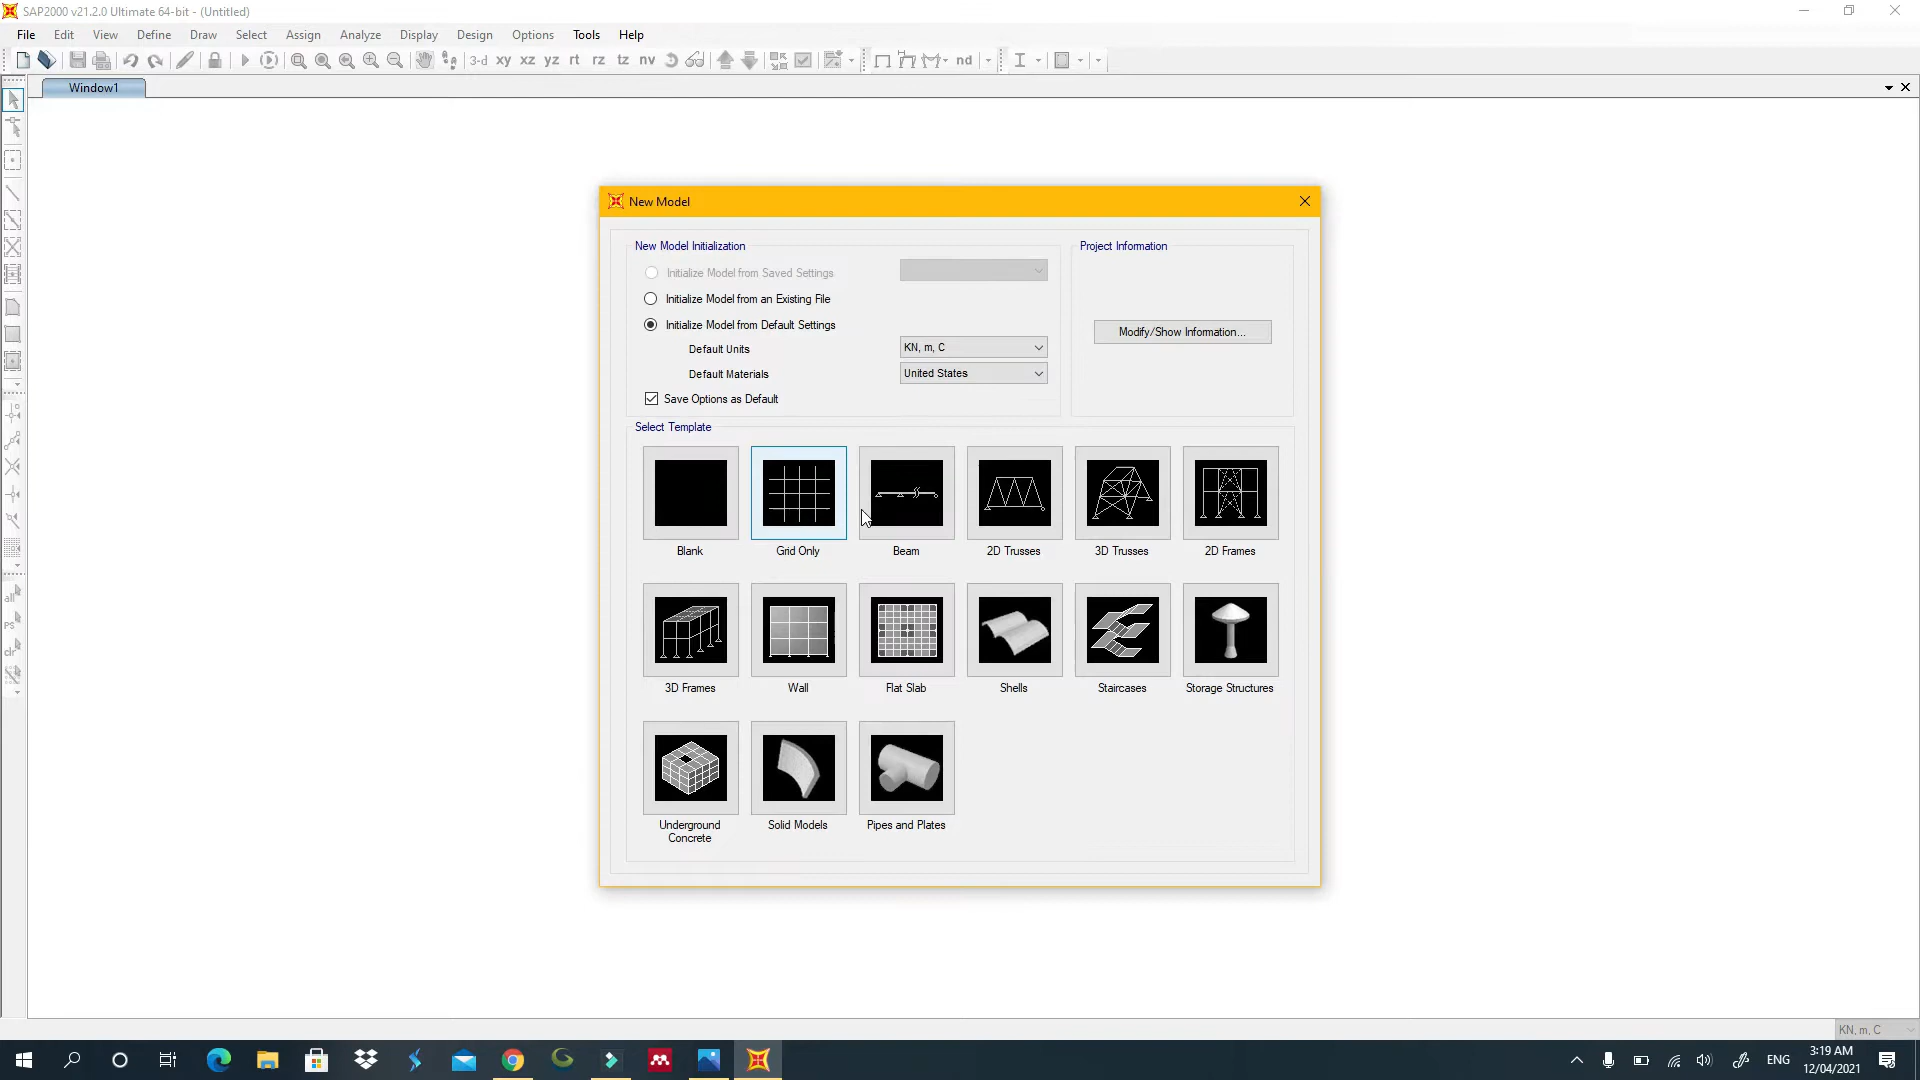 SAP2000 v21.2.0 Ultimate 64-bit - (Untitled)
File Edit View Define Draw Select Assign Analyze Display Design Options Tools Help
3-d xy xz yz rt rz tz nv nd
Window1
New Model
New Model Initialization
Project Information
Initialize Model from Saved Settings
Initialize Model from an Existing File
Initialize Model from Default Settings
Modify/Show Information...
Default Units KN, m, C
Default Materials United States
Save Options as Default
Select Template
Blank Grid Only Beam 2D Trusses 3D Trusses 2D Frames
3D Frames Wall Flat Slab Shells Staircases Storage Structures
Underground Concrete Solid Models Pipes and Plates
all
PS
clr
KN, m, C
ENG
3:19 AM
12/04/2021